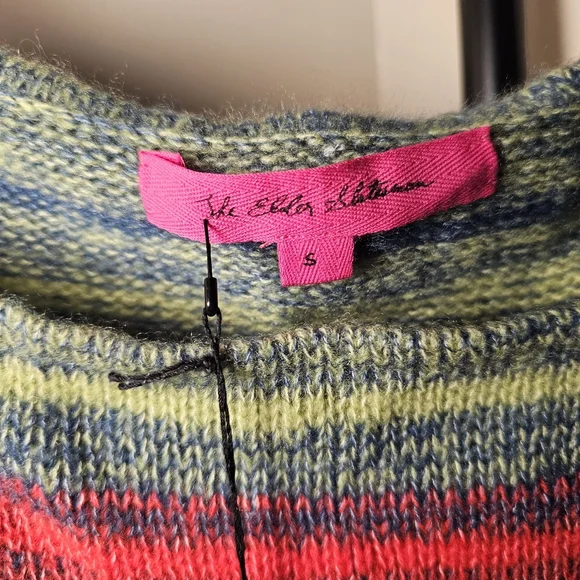 The Elder Statesman
S